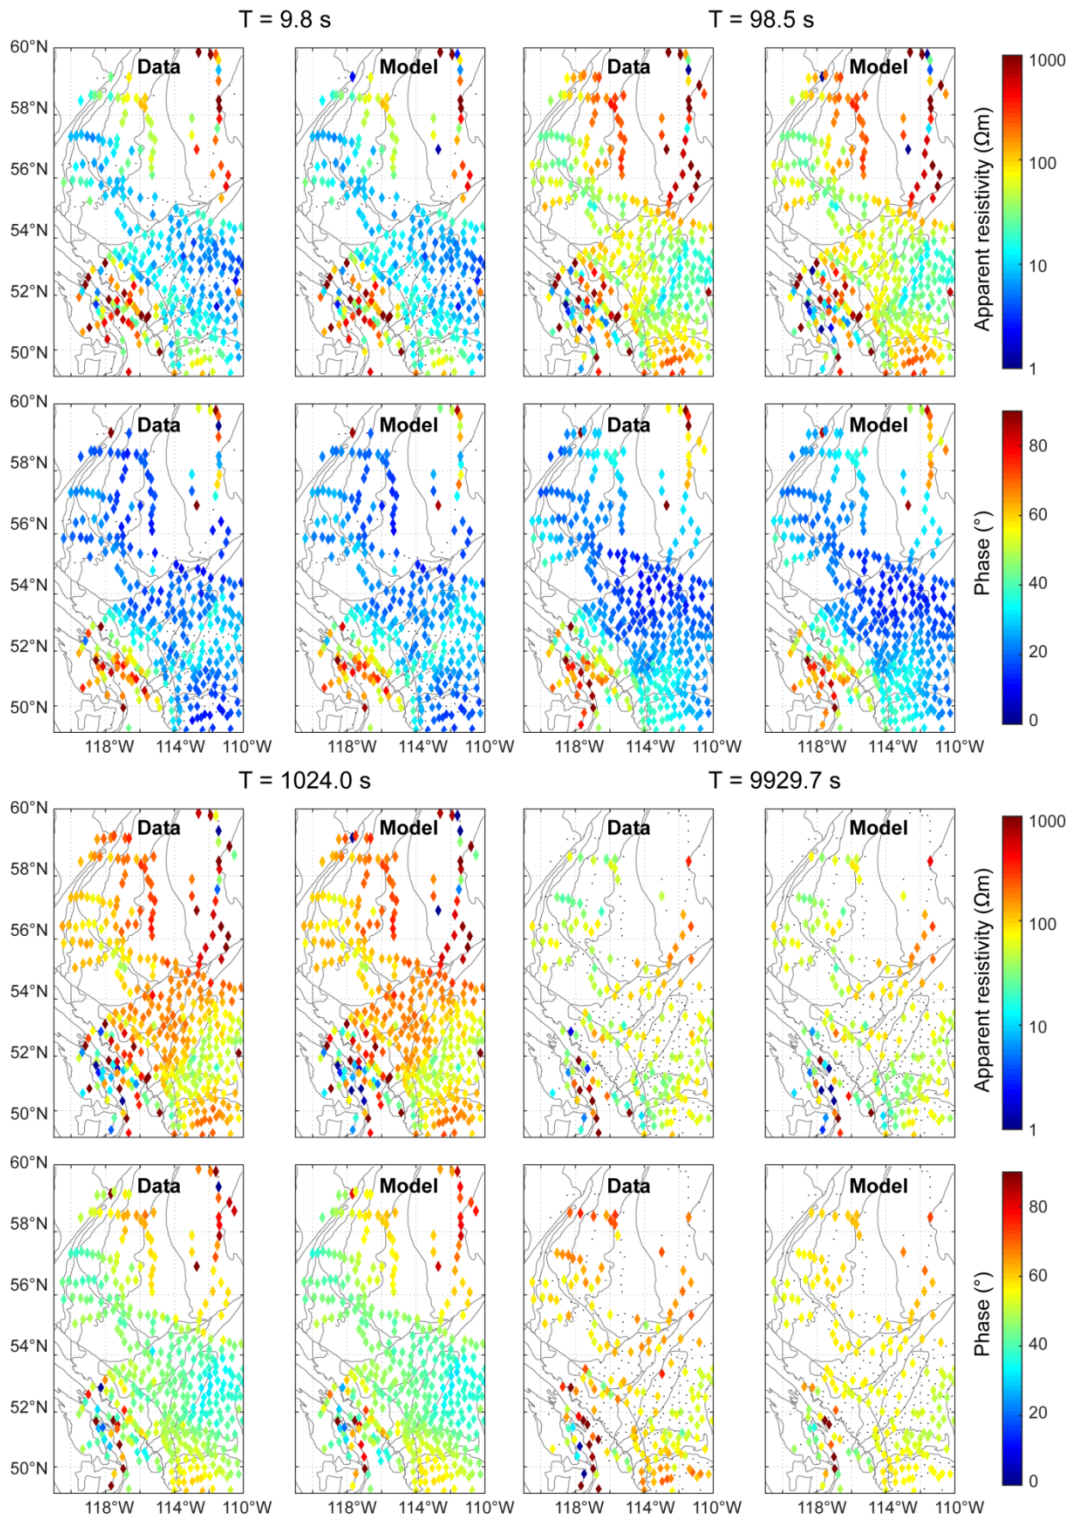 T = 9.8 s
T = 98.5 s
60°N
58°N
56°N
54°N
52°N
50°N
Data
Model
Data
Model
1000
100
10
1
Apparent resistivity (Ωm)
60°N
58°N
56°N
54°N
52°N
50°N
Data
Model
Data
Model
80
60
40
20
0
Phase (°)
118°W
114°W
110°W
118°W
114°W
110°W
118°W
114°W
110°W
118°W
114°W
110°W
T = 1024.0 s
T = 9929.7 s
60°N
58°N
56°N
54°N
52°N
50°N
Data
Model
Data
Model
1000
100
10
1
Apparent resistivity (Ωm)
60°N
58°N
56°N
54°N
52°N
50°N
Data
Model
Data
Model
80
60
40
20
0
Phase (°)
118°W
114°W
110°W
118°W
114°W
110°W
118°W
114°W
110°W
118°W
114°W
110°W